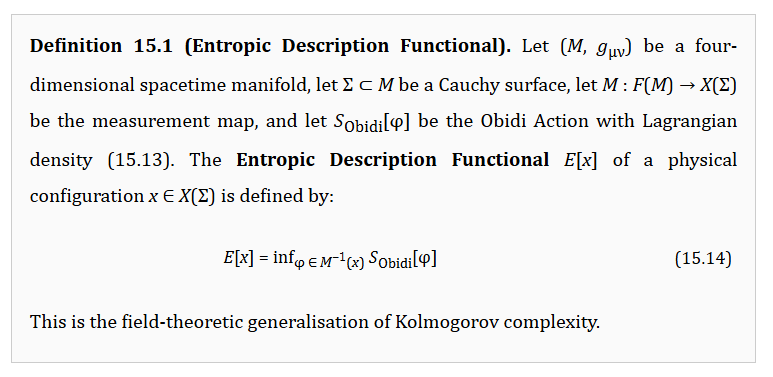 Definition 15.1 (Entropic Description Functional). Let (M, gμν) be a four-
dimensional spacetime manifold, let Σ ⊂ M be a Cauchy surface, let M : F(M) → X(Σ)
be the measurement map, and let SObidi[φ] be the Obidi Action with Lagrangian
density (15.13). The Entropic Description Functional E[x] of a physical
configuration x ∈ X(Σ) is defined by:
E[x] = infφ ∈ M⁻¹(x) SObidi[φ] (15.14)
This is the field-theoretic generalisation of Kolmogorov complexity.